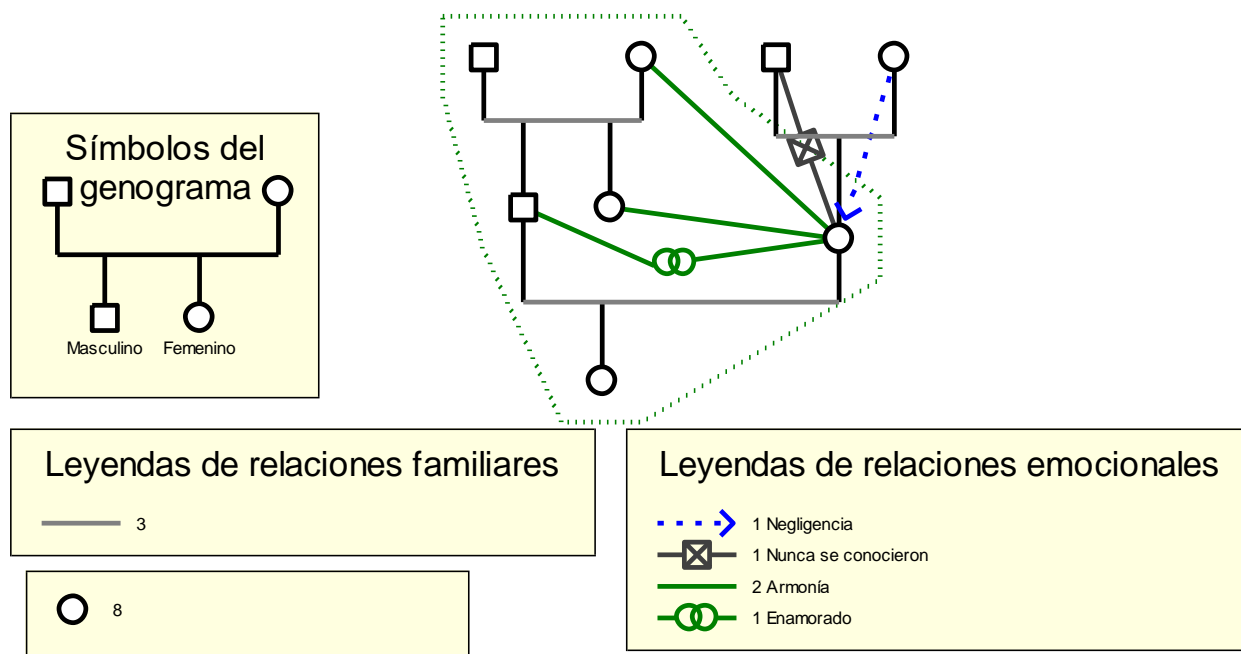 Símbolos del
genograma
Masculino Femenino
Leyendas de relaciones familiares
3
8
Leyendas de relaciones emocionales
1 Negligencia
1 Nunca se conocieron
2 Armonía
1 Enamorado